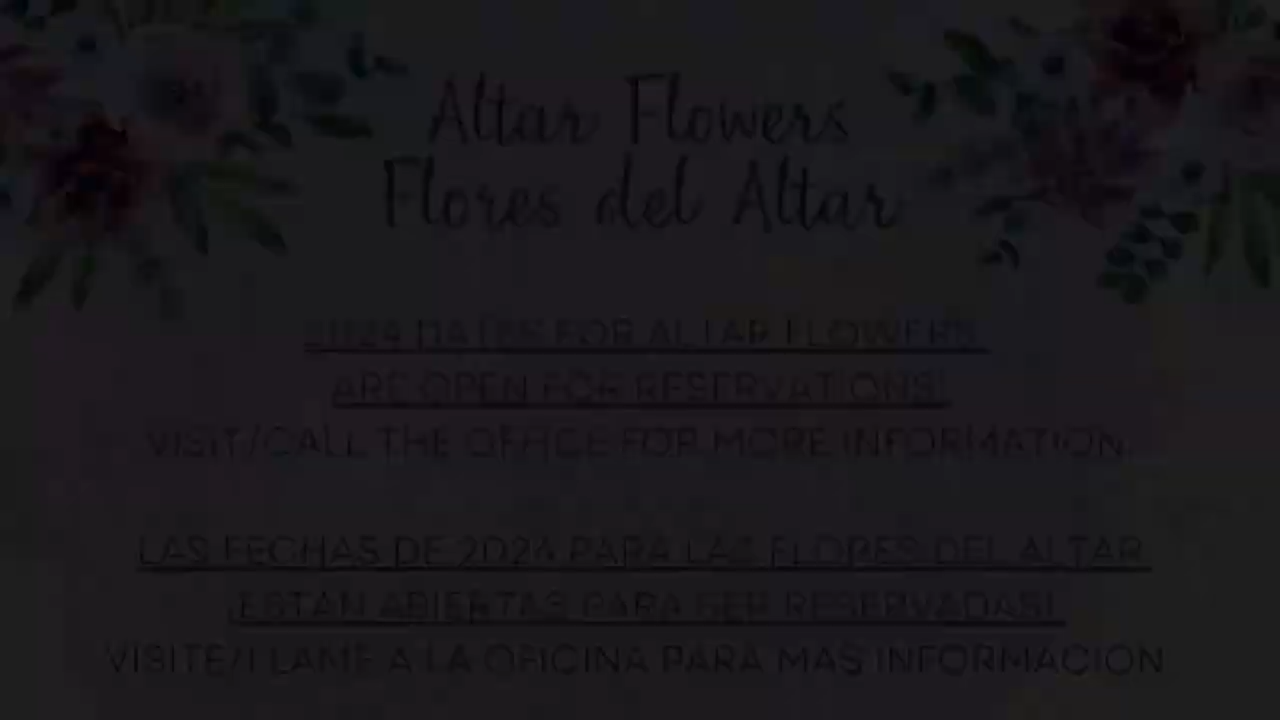 Altar Flowers
Flores del Altar
2024 DATES FOR ALTAR FLOWERS
ARE OPEN FOR RESERVATIONS!
VISIT/CALL THE OFFICE FOR MORE INFORMATION
LAS FECHAS DE 2024 PARA LAS FLORES DEL ALTAR
¡ESTAN ABIERTAS PARA SER RESERVADAS!
VISITE/LLAME A LA OFICINA PARA MAS INFORMACION